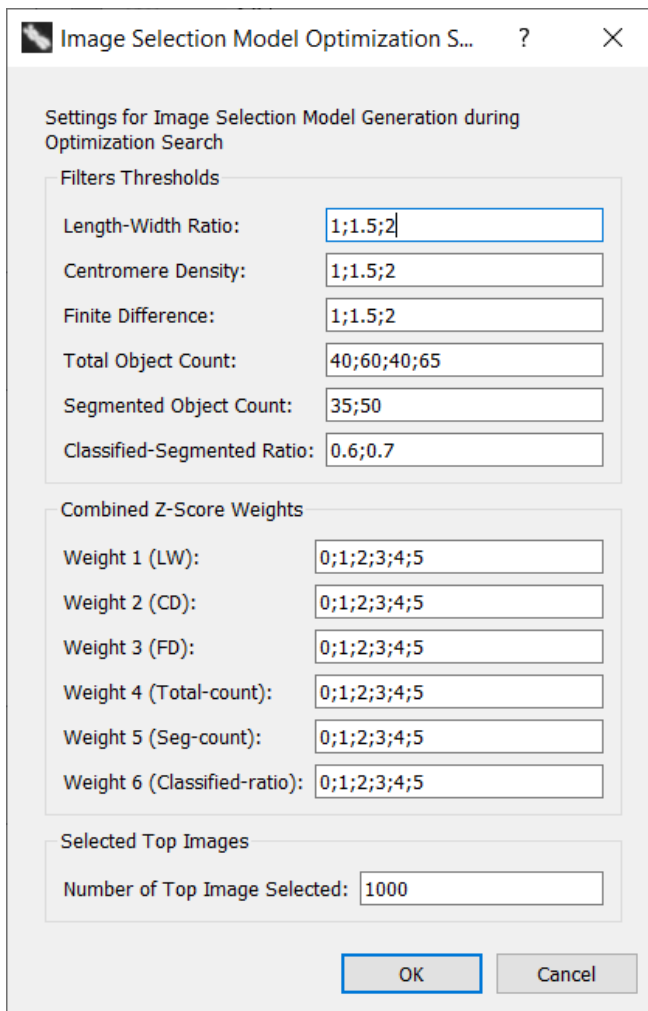 Image Selection Model Optimization S... ?
Settings for Image Selection Model Generation during
Optimization Search
Filters Thresholds
Length-Width Ratio: 1;1.5;2
Centromere Density: 1;1.5;2
Finite Difference: 1;1.5;2
Total Object Count: 40;60;40;65
Segmented Object Count: 35;50
Classified-Segmented Ratio: 0.6;0.7
Combined Z-Score Weights
Weight 1 (LW): 0;1;2;3;4;5
Weight 2 (CD): 0;1;2;3;4;5
Weight 3 (FD): 0;1;2;3;4;5
Weight 4 (Total-count): 0;1;2;3;4;5
Weight 5 (Seg-count): 0;1;2;3;4;5
Weight 6 (Classified-ratio): 0;1;2;3;4;5
Selected Top Images
Number of Top Image Selected: 1000
OK Cancel